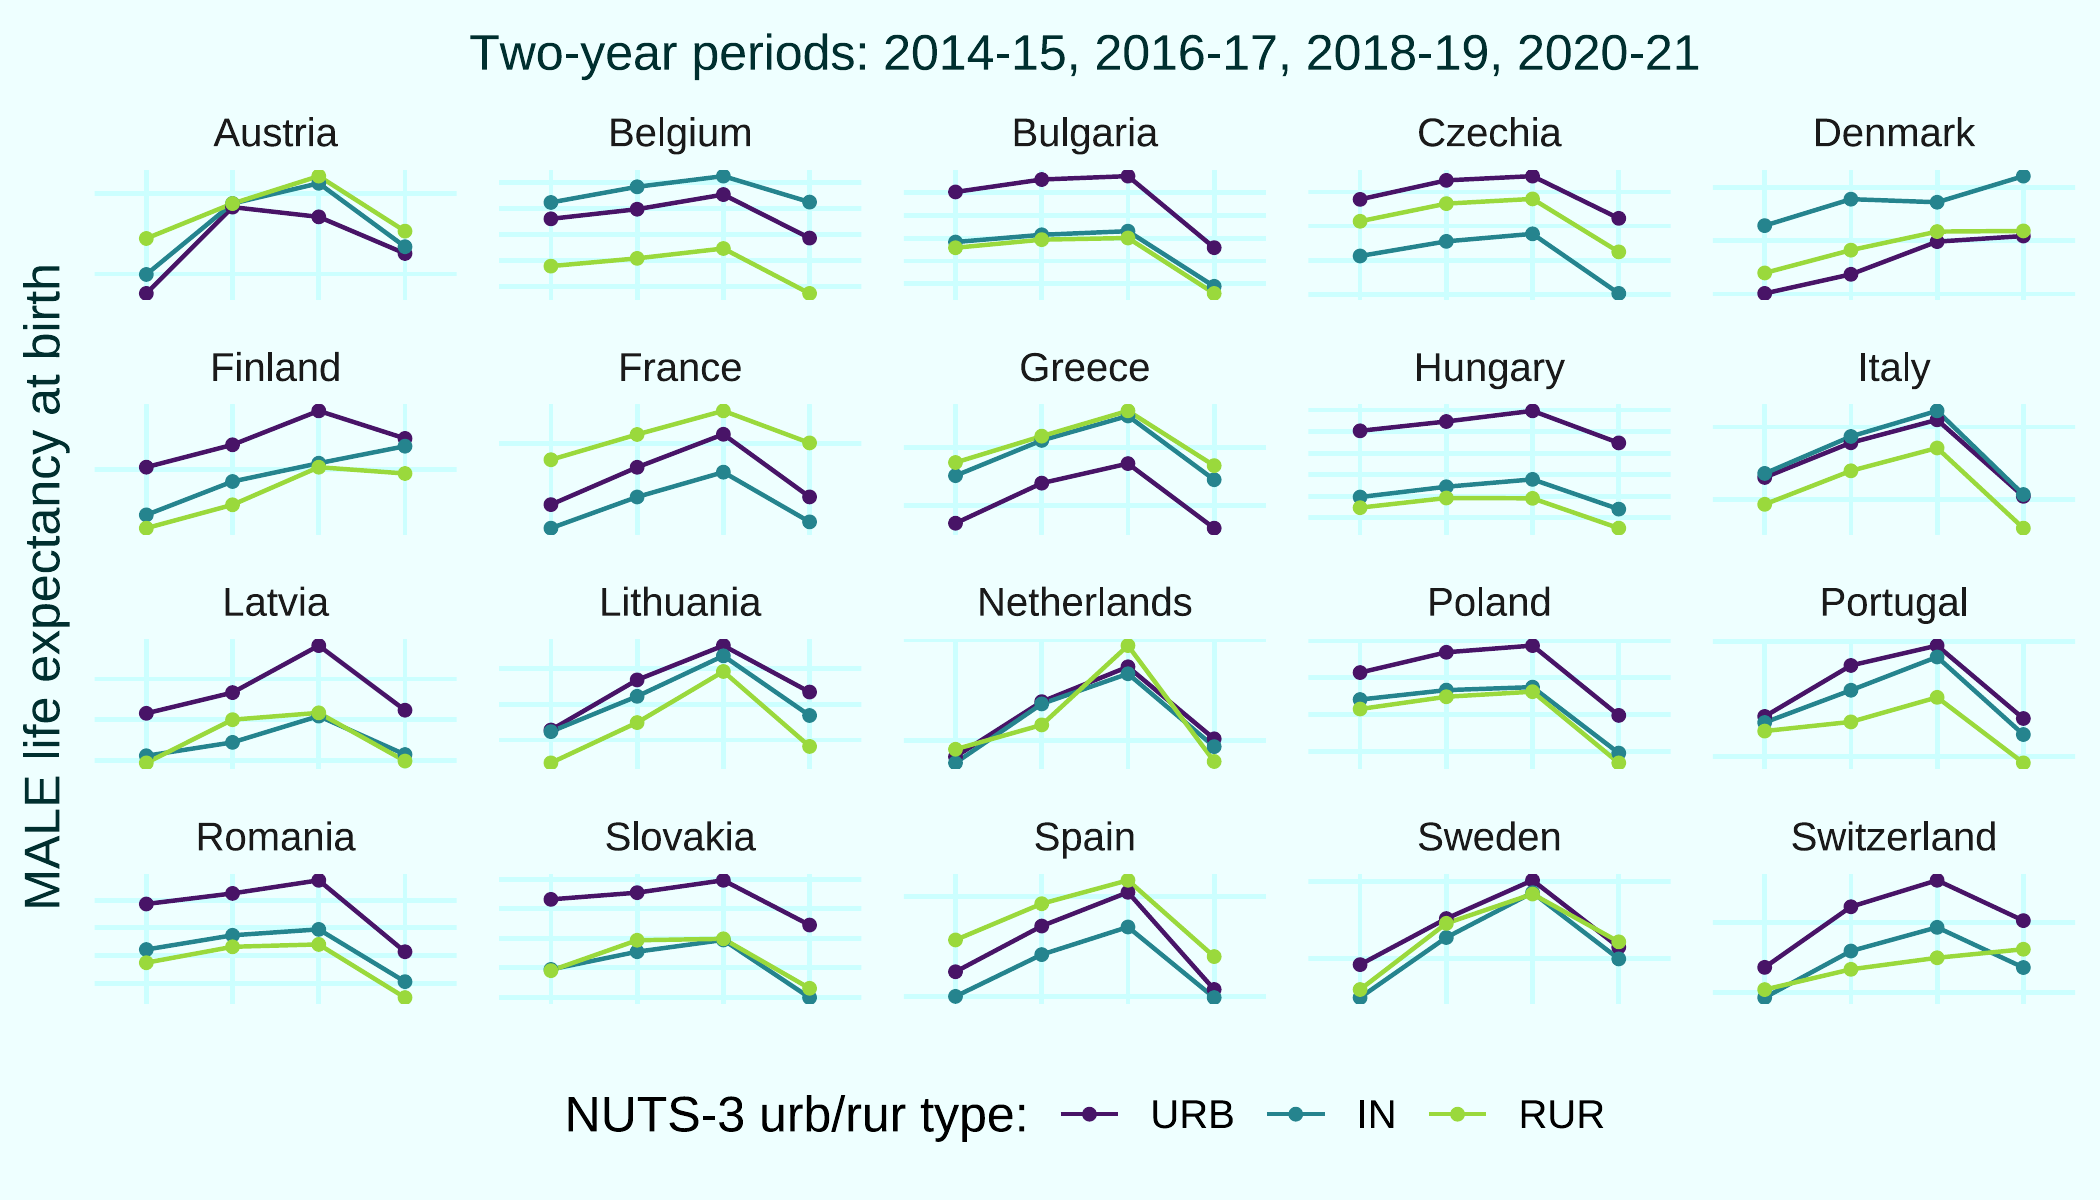 Two-year periods: 2014-15, 2016-17, 2018-19, 2020-21
MALE life expectancy at birth
Austria
Belgium
Bulgaria
Czechia
Denmark
Finland
France
Greece
Hungary
Italy
Latvia
Lithuania
Netherlands
Poland
Portugal
Romania
Slovakia
Spain
Sweden
Switzerland
NUTS-3 urb/rur type: URB IN RUR